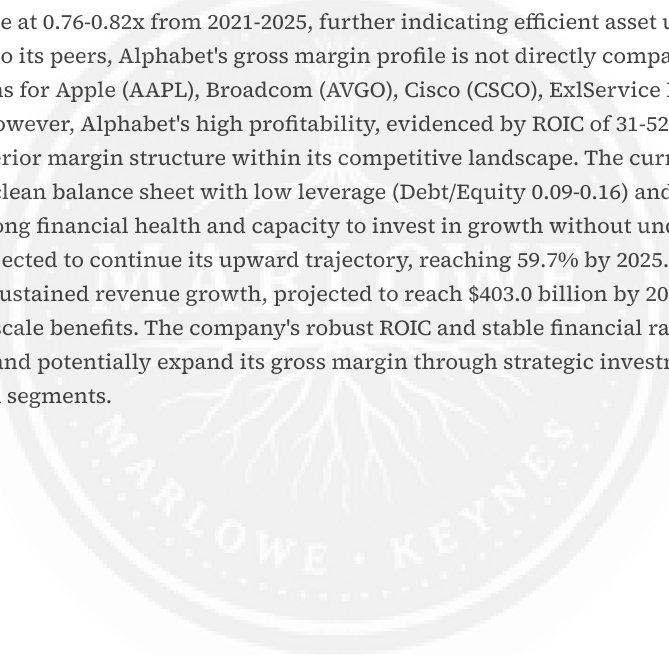 e at 0.76-0.82x from 2021-2025, further indicating efficient asset u
o its peers, Alphabet's gross margin profile is not directly compa
ns for Apple (AAPL), Broadcom (AVGO), Cisco (CSCO), ExlService
owever, Alphabet's high profitability, evidenced by ROIC of 31-52
erior margin structure within its competitive landscape. The curr
clean balance sheet with low leverage (Debt/Equity 0.09-0.16) and
ong financial health and capacity to invest in growth without und
ected to continue its upward trajectory, reaching 59.7% by 2025.
ustained revenue growth, projected to reach $403.0 billion by 20
scale benefits. The company's robust ROIC and stable financial ra
and potentially expand its gross margin through strategic investm
segments.
MARLOWE
MARLOWE · KEYNES